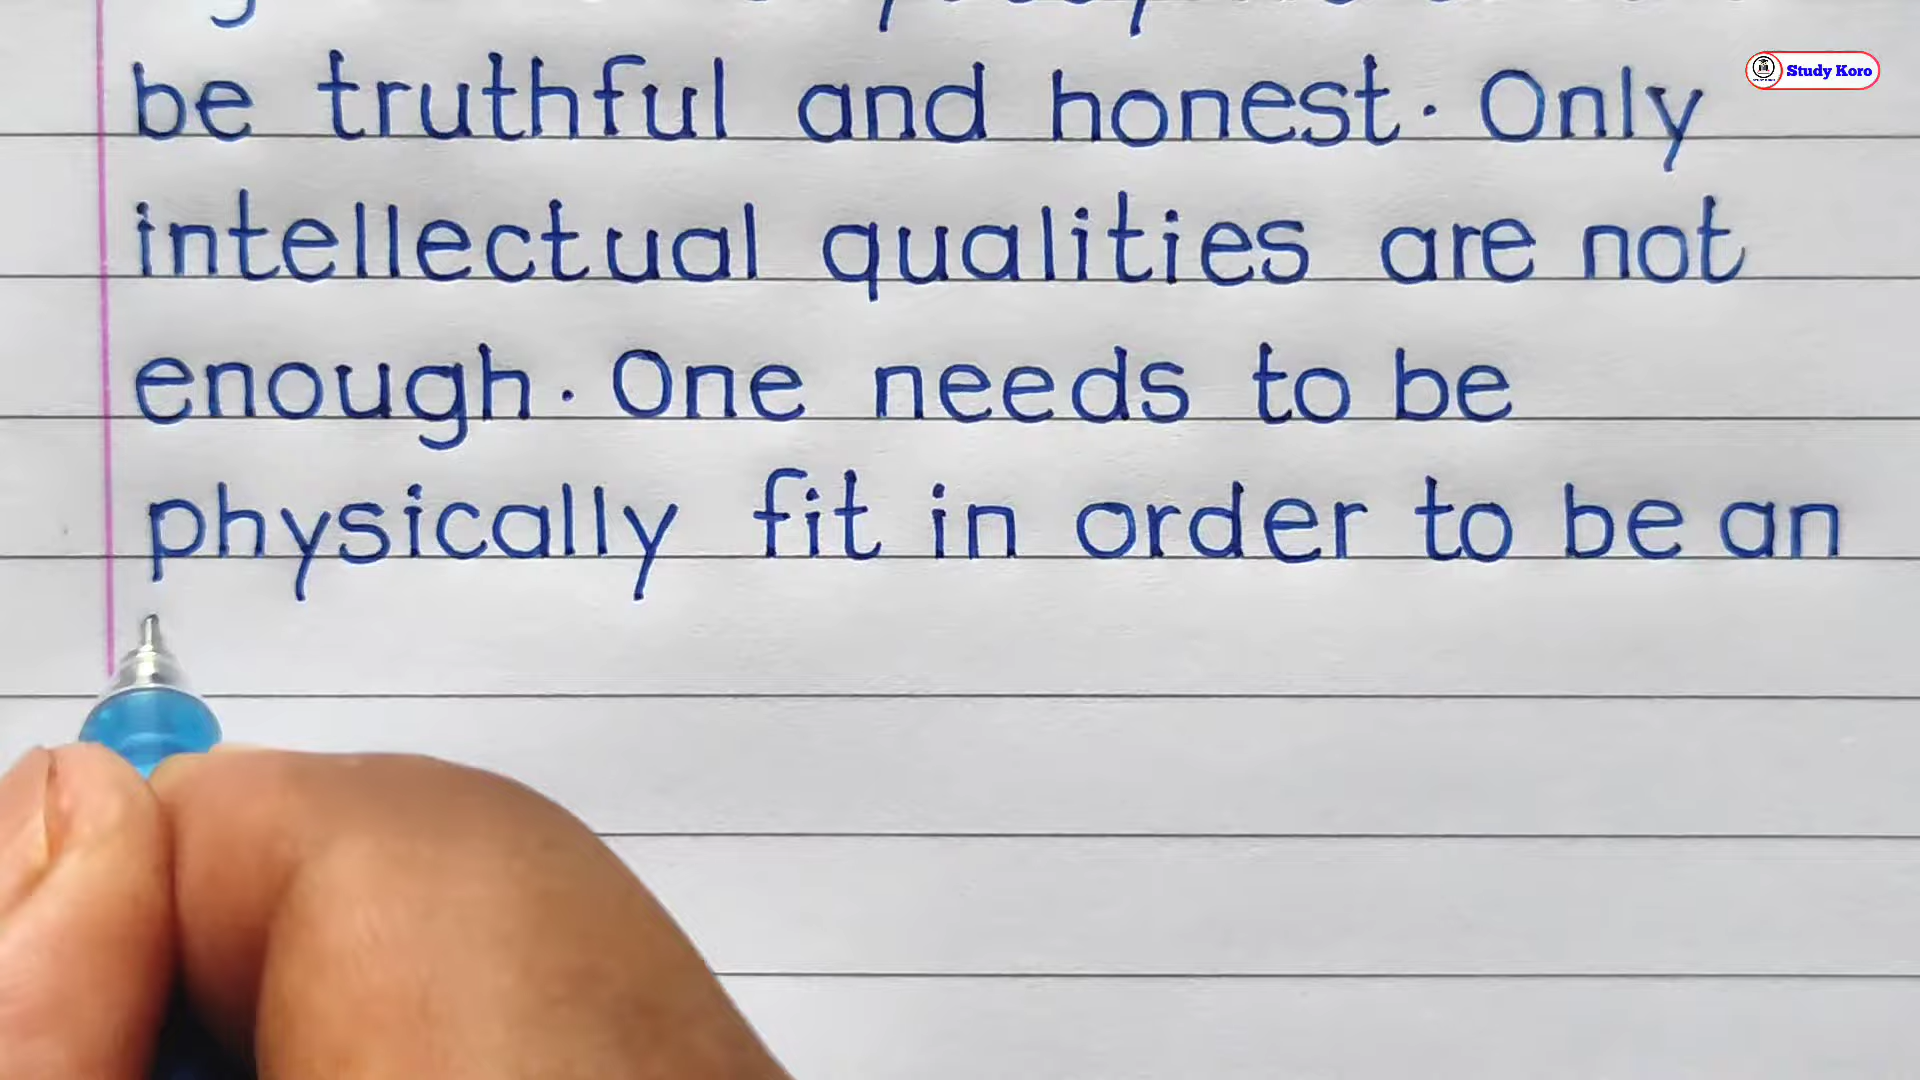 be truthful and honest. Only
Study Koro
intellectual qualities are not
enough. One needs to be
physically fit in order to be an